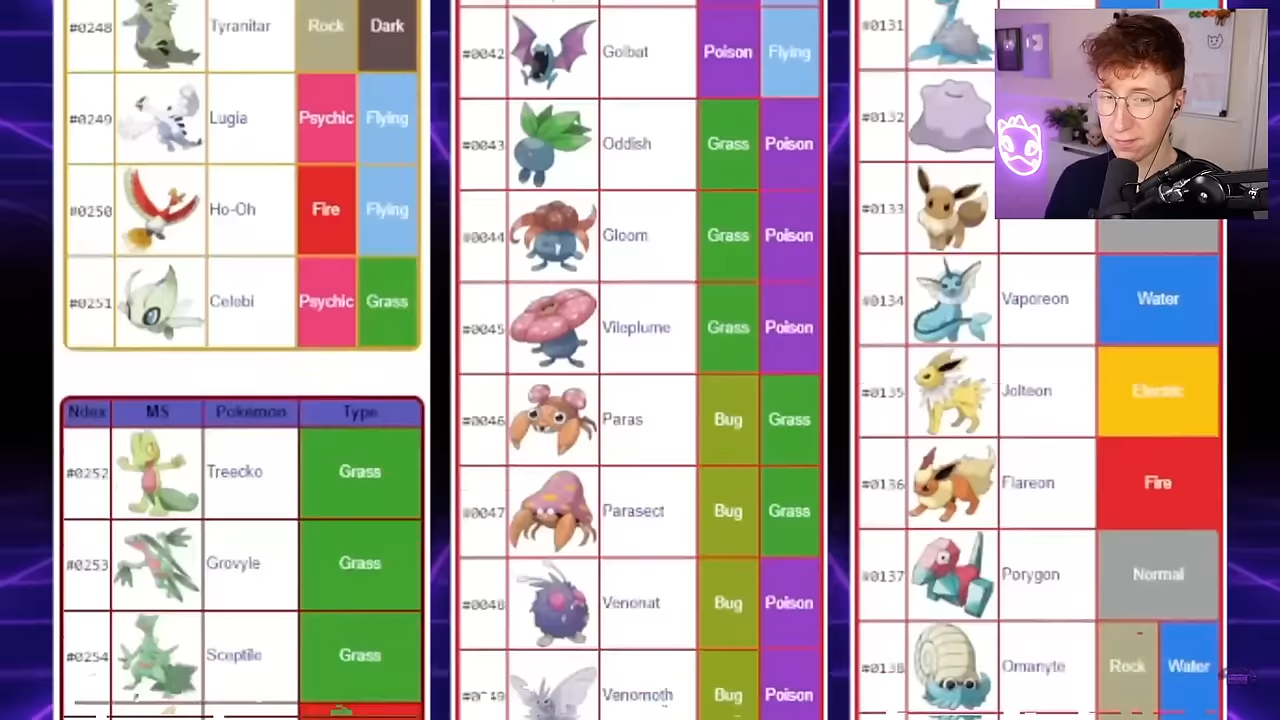 #0248 Tyranitar Rock Dark
#0249 Lugia Psychic Flying
#0250 Ho-Oh Fire Flying
#0251 Celebi Psychic Grass
Ndex MS Pokemon Type
#0252 Treecko Grass
#0253 Grovyle Grass
#0254 Sceptile Grass
#0042 Golbat Poison Flying
#0043 Oddish Grass Poison
#0044 Gloom Grass Poison
#0045 Vileplume Grass Poison
#0046 Paras Bug Grass
#0047 Parasect Bug Grass
#0048 Venonat Bug Poison
Venomoth Bug Poison
#0131
#0132
#0133
#0134 Vaporeon Water
#0135 Jolteon Electric
#0136 Flareon Fire
#0137 Porygon Normal
#0138 Omanyte Rock Water